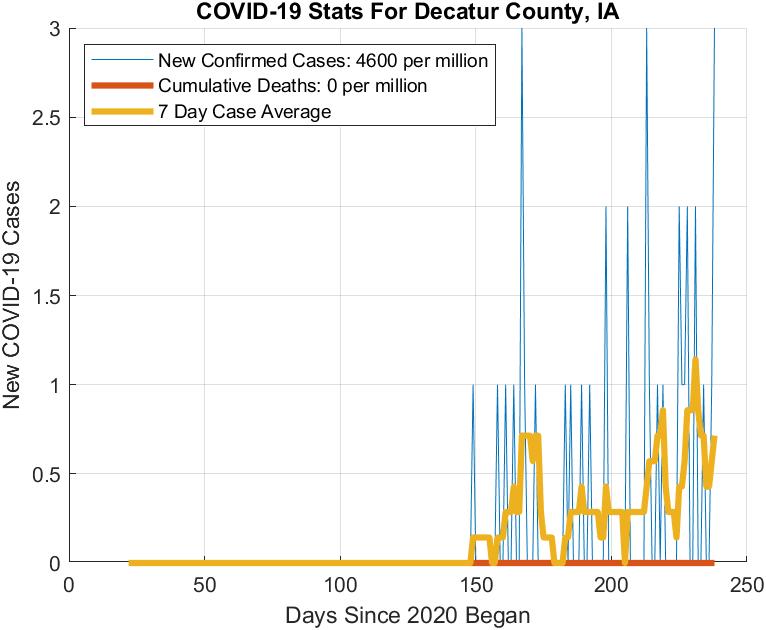 COVID-19 Stats For Decatur County, IA
New Confirmed Cases: 4600 per million
Cumulative Deaths: 0 per million
7 Day Case Average
New COVID-19 Cases
3
2.5
2
1.5
1
0.5
0
0 50 100 150 200 250
Days Since 2020 Began